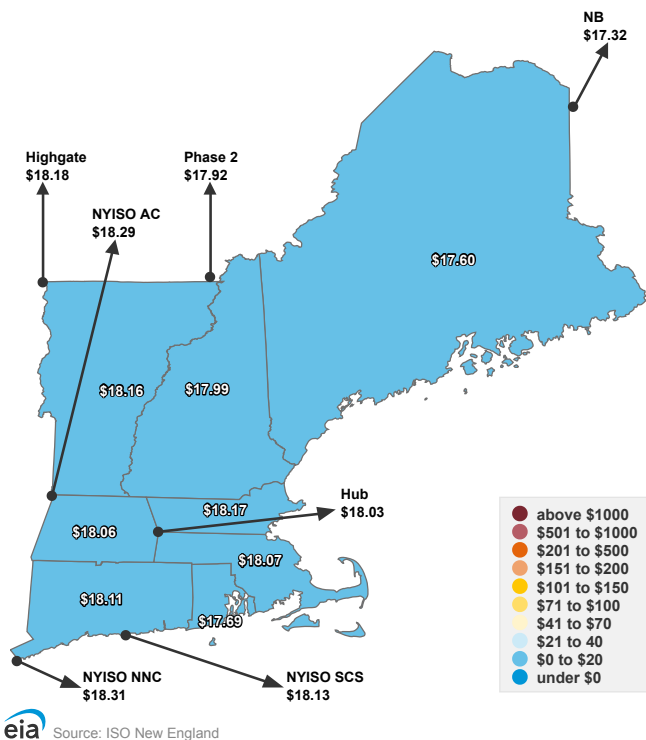 NB
$17.32
Highgate
$18.18
Phase 2
$17.92
NYISO AC
$18.29
$17.60
$18.16
$17.99
Hub
$18.03
$18.17
$18.06
$18.07
$18.11
$17.69
NYISO NNC
$18.31
NYISO SCS
$18.13
above $1000
$501 to $1000
$201 to $500
$151 to $200
$101 to $150
$71 to $100
$41 to $70
$21 to 40
$0 to $20
under $0
eia
Source: ISO New England